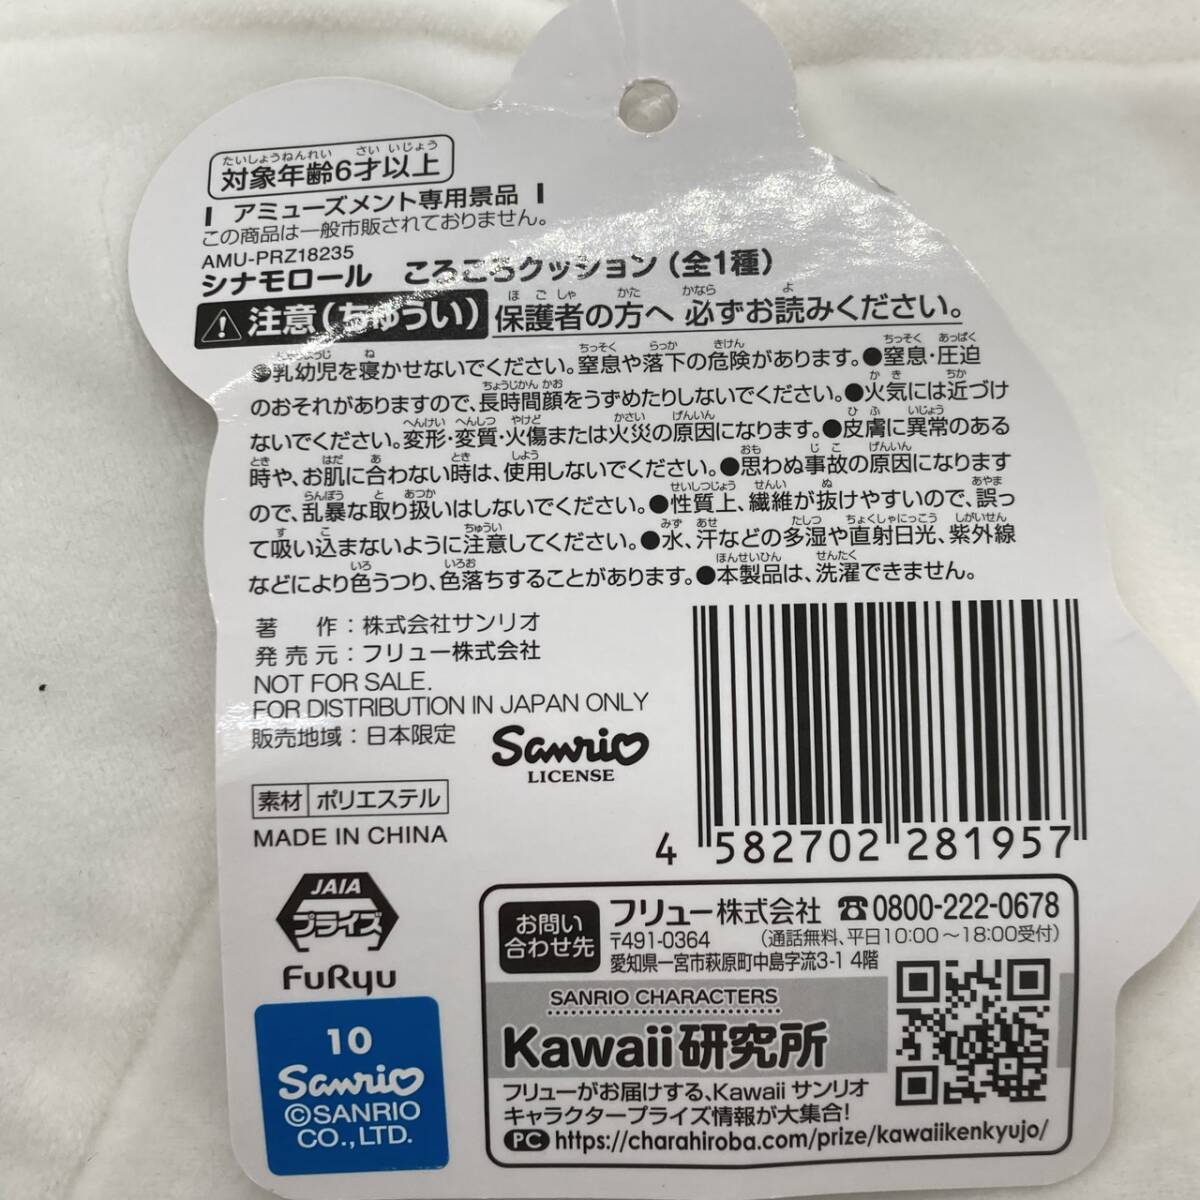 たいしょうねんれい さい いじょう
対象年齢6才以上
アミューズメント専用景品
この商品は一般市販されておりません。
AMU-PRZ18235
シナモロール ころころクッション(全1種)
注意(ちゅうい) 保護者の方へ 必ずお読みください。
●乳幼児を寝かせないでください。窒息や落下の危険があります。●窒息・圧迫
のおそれがありますので、長時間顔をうずめたりしないでください。●火気には近づけ
ないでください。変形・変質・火傷または火災の原因になります。●皮膚に異常のある
時や、お肌に合わない時は、使用しないでください。●思わぬ事故の原因になります
ので、乱暴な取り扱いはしないでください。●性質上、繊維が抜けやすいので、誤っ
て吸い込まないように注意してください。●水、汗などの多湿や直射日光、紫外線
などにより色うつり、色落ちすることがあります。●本製品は、洗濯できません。
著 作:株式会社サンリオ
発売元:フリュー株式会社
NOT FOR SALE.
FOR DISTRIBUTION IN JAPAN ONLY
販売地域:日本限定
Sanrio
LICENSE
素材 ポリエステル
MADE IN CHINA
4 582702 281957
JAIA
プライズ
FuRyu
10
Sanrio
©SANRIO
CO.,LTD.
お問い
合わせ先
フリュー株式会社 ☎0800-222-0678
〒491-0364 (通話無料、平日10:00~18:00受付)
愛知県一宮市萩原町中島字流3-1 4階
SANRIO CHARACTERS
Kawaii研究所
フリューがお届けする、Kawaii サンリオ
キャラクタープライズ情報が大集合!
PC https://charahiroba.com/prize/kawaiikenkyujo/